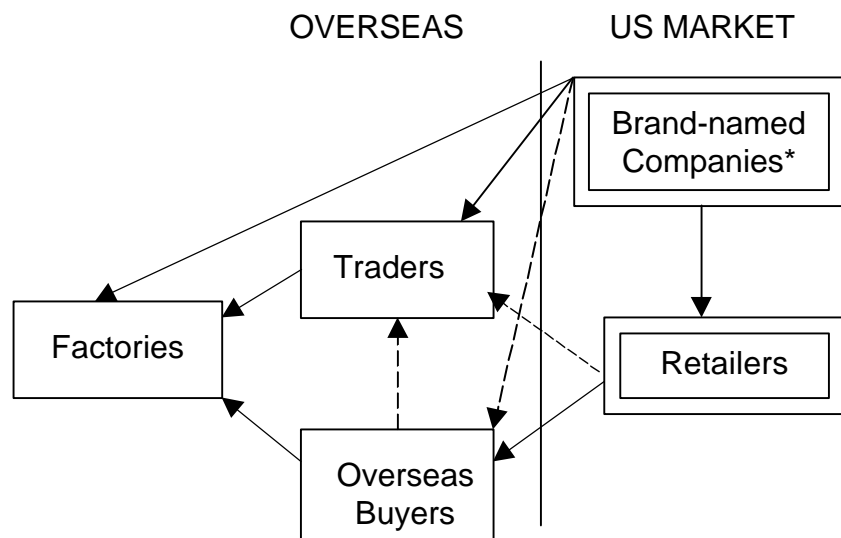 OVERSEAS
US MARKET
Brand-named
Companies*
Traders
Factories
Retailers
Overseas
Buyers